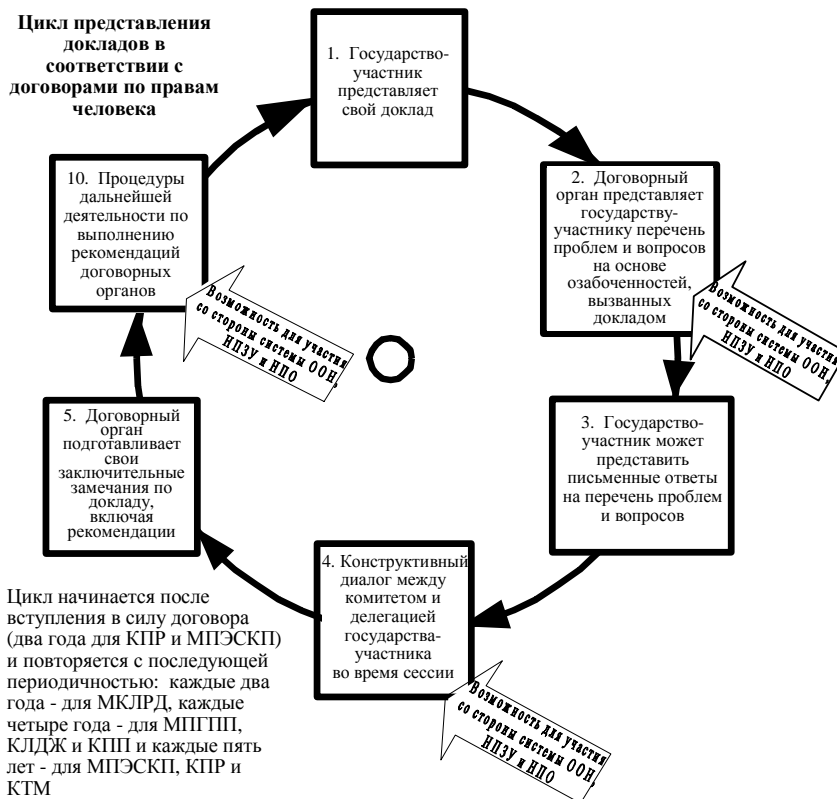 Цикл представления
докладов в
соответствии с
договорами по правам
человека
1. Государство-
участник
представляет
свой доклад
2. Договорный
орган представляет
государству-
участнику перечень
проблем и вопросов
на основе
озабоченностей,
вызванных
докладом
Возможность для участия
со стороны системы ООН,
НПЗУ и НПО
3. Государство-
участник может
представить
письменные ответы
на перечень проблем
и вопросов
4. Конструктивный
диалог между
комитетом и
делегацией
государства-
участника
во время сессии
Возможность для участия
со стороны системы ООН,
НПЗУ и НПО
5. Договорный
орган
подготавливает
свои
заключительные
замечания по
докладу,
включая
рекомендации
10. Процедуры
дальнейшей
деятельности по
выполнению
рекомендаций
договорных
органов
Возможность для участия
со стороны системы ООН,
НПЗУ и НПО
Цикл начинается после
вступления в силу договора
(два года для КПР и МПЭСКП)
и повторяется с последующей
периодичностью: каждые два
года - для МКЛРД, каждые
четыре года - для МПГПП,
КЛДЖ и КПП и каждые пять
лет - для МПЭСКП, КПР и
КТМ